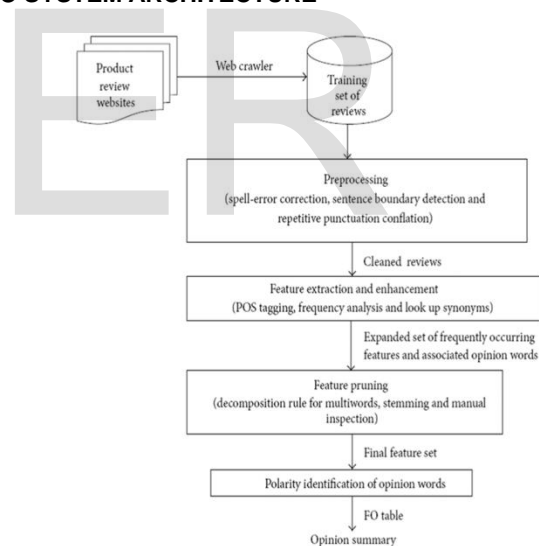 Product
review
websites
Web crawler
Training
set of
reviews
Preprocessing
(spell-error correction, sentence boundary detection and
repetitive punctuation conflation)
Cleaned reviews
Feature extraction and enhancement
(POS tagging, frequency analysis and look up synonyms)
Expanded set of frequently occurring
features and associated opinion words
Feature pruning
(decomposition rule for multiwords, stemming and manual
inspection)
Final feature set
Polarity identification of opinion words
FO table
Opinion summary
ER